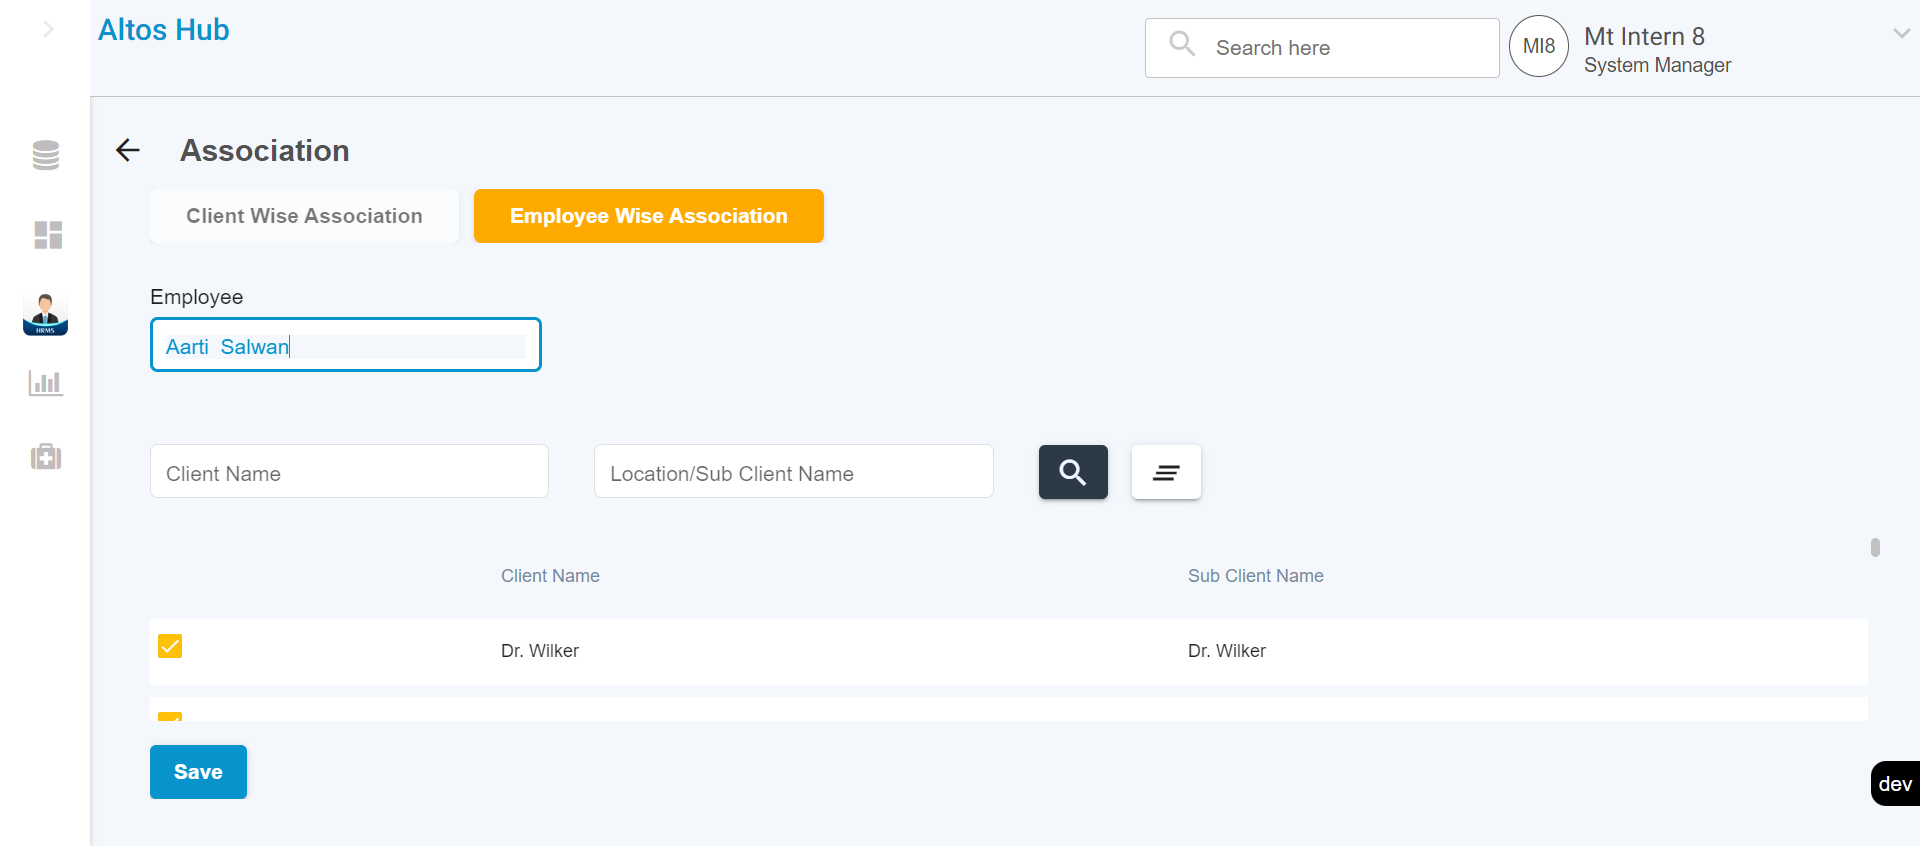 Altos Hub
Search here
MI8
Mt Intern 8
System Manager
Association
Client Wise Association
Employee Wise Association
HRMS
Employee
Aarti  Salwan
Client Name
Location/Sub Client Name
Client Name
Sub Client Name
Dr. Wilker
Dr. Wilker
Save
dev